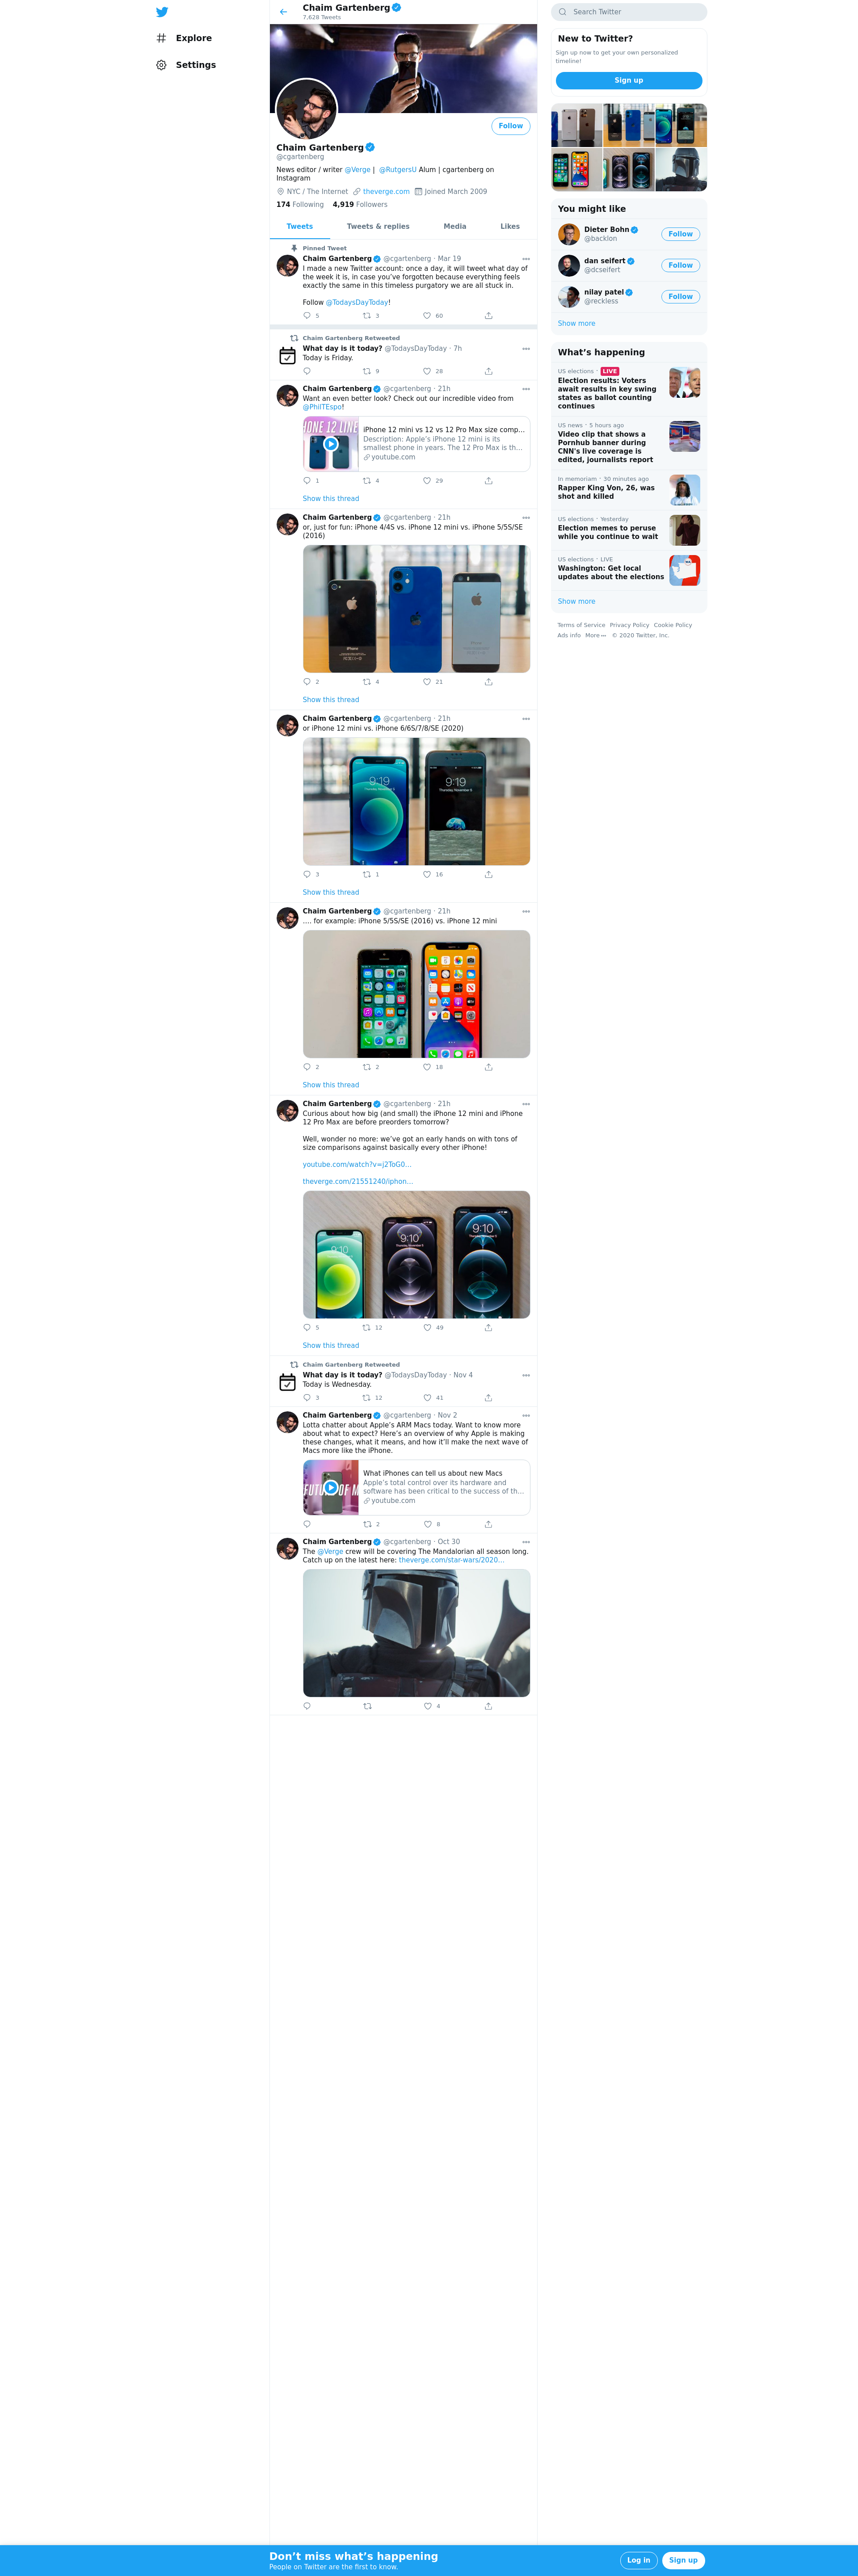 Explore
Settings
Chaim Gartenberg
7,628 Tweets
Follow
Chaim Gartenberg
@cgartenberg
News editor / writer @Verge | @RutgersU Alum | cgartenberg on
Instagram
NYC / The Internet theverge.com Joined March 2009
174 Following 4,919 Followers
Tweets Tweets & replies Media Likes
Pinned Tweet
Chaim Gartenberg @cgartenberg · Mar 19
I made a new Twitter account: once a day, it will tweet what day of
the week it is, in case you've forgotten because everything feels
exactly the same in this timeless purgatory we are all stuck in.
Follow @TodaysDayToday!
5 3 60
Chaim Gartenberg Retweeted
What day is it today? @TodaysDayToday · 7h
Today is Friday.
9 28
Chaim Gartenberg @cgartenberg · 21h
Want an even better look? Check out our incredible video from
@PhilTEspo!
HONE 12 LINE
iPhone 12 mini vs 12 vs 12 Pro Max size comp…
Description: Apple's iPhone 12 mini is its
smallest phone in years. The 12 Pro Max is th…
youtube.com
1 4 29
Show this thread
Chaim Gartenberg @cgartenberg · 21h
or, just for fun: iPhone 4/4S vs. iPhone 12 mini vs. iPhone 5/5S/SE
(2016)
2 4 21
Show this thread
Chaim Gartenberg @cgartenberg · 21h
or iPhone 12 mini vs. iPhone 6/6S/7/8/SE (2020)
9:19 9:19
3 1 16
Show this thread
Chaim Gartenberg @cgartenberg · 21h
.... for example: iPhone 5/5S/SE (2016) vs. iPhone 12 mini
2 2 18
Show this thread
Chaim Gartenberg @cgartenberg · 21h
Curious about how big (and small) the iPhone 12 mini and iPhone
12 Pro Max are before preorders tomorrow?
Well, wonder no more: we've got an early hands on with tons of
size comparisons against basically every other iPhone!
youtube.com/watch?v=j2ToG0…
theverge.com/21551240/iphon…
9:10 9:10 9:10
5 12 49
Show this thread
Chaim Gartenberg Retweeted
What day is it today? @TodaysDayToday · Nov 4
Today is Wednesday.
3 12 41
Chaim Gartenberg @cgartenberg · Nov 2
Lotta chatter about Apple's ARM Macs today. Want to know more
about what to expect? Here's an overview of why Apple is making
these changes, what it means, and how it'll make the next wave of
Macs more like the iPhone.
FUTURE OF M
What iPhones can tell us about new Macs
Apple's total control over its hardware and
software has been critical to the success of th…
youtube.com
2 8
Chaim Gartenberg @cgartenberg · Oct 30
The @Verge crew will be covering The Mandalorian all season long.
Catch up on the latest here: theverge.com/star-wars/2020…
4
Search Twitter
New to Twitter?
Sign up now to get your own personalized
timeline!
Sign up
You might like
Dieter Bohn
@backlon
Follow
dan seifert
@dcseifert
Follow
nilay patel
@reckless
Follow
Show more
What's happening
US elections · LIVE
Election results: Voters
await results in key swing
states as ballot counting
continues
US news · 5 hours ago
Video clip that shows a
Pornhub banner during
CNN's live coverage is
edited, journalists report
In memoriam · 30 minutes ago
Rapper King Von, 26, was
shot and killed
US elections · Yesterday
Election memes to peruse
while you continue to wait
US elections · LIVE
Washington: Get local
updates about the elections
Show more
Terms of Service Privacy Policy Cookie Policy
Ads info More © 2020 Twitter, Inc.
Don't miss what's happening
People on Twitter are the first to know.
Log in Sign up